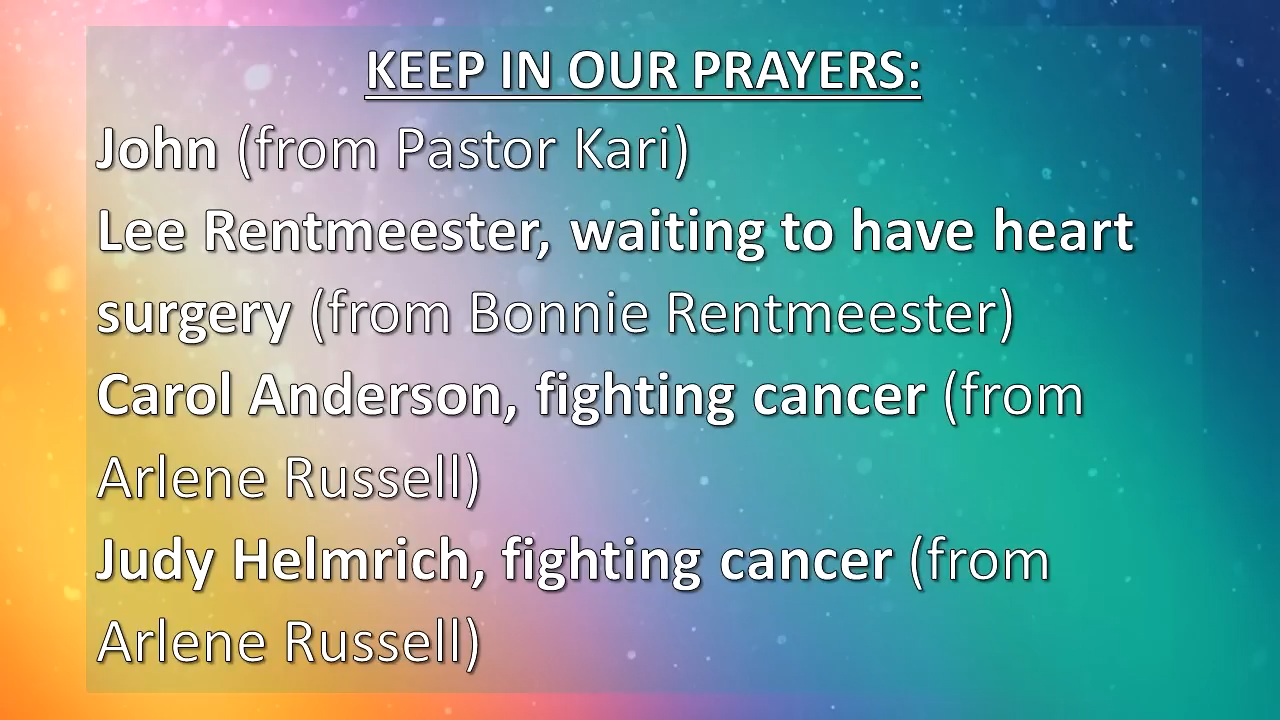 KEEP IN OUR PRAYERS:
John (from Pastor Kari)
Lee Rentmeester, waiting to have heart
surgery (from Bonnie Rentmeester)
Carol Anderson, fighting cancer (from
Arlene Russell)
Judy Helmrich, fighting cancer (from
Arlene Russell)